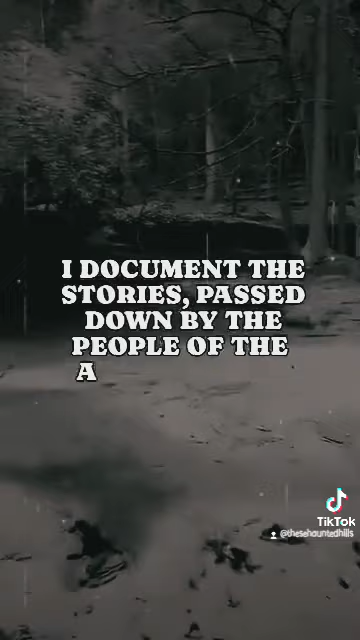 I DOCUMENT THE
STORIES, PASSED
DOWN BY THE
PEOPLE OF THE
A
TikTok
@thesehauntedhills